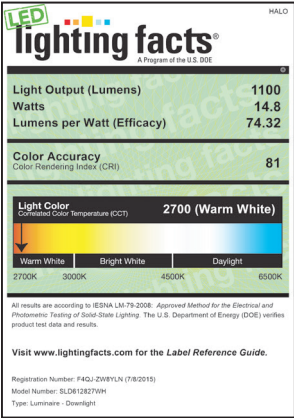 HALO
LED
lighting facts®
A Program of the U.S. DOE
Light Output (Lumens) 1100
Watts 14.8
Lumens per Watt (Efficacy) 74.32
Color Accuracy 81
Color Rendering Index (CRI)
Light Color 2700 (Warm White)
Correlated Color Temperature (CCT)
Warm White Bright White Daylight
2700K 3000K 4500K 6500K
All results are according to IESNA LM-79-2008: Approved Method for the Electrical and
Photometric Testing of Solid-State Lighting. The U.S. Department of Energy (DOE) verifies
product test data and results.
Visit www.lightingfacts.com for the Label Reference Guide.
Registration Number: F4QJ-ZW8YLN (7/8/2015)
Model Number: SLD612827WH
Type: Luminaire - Downlight